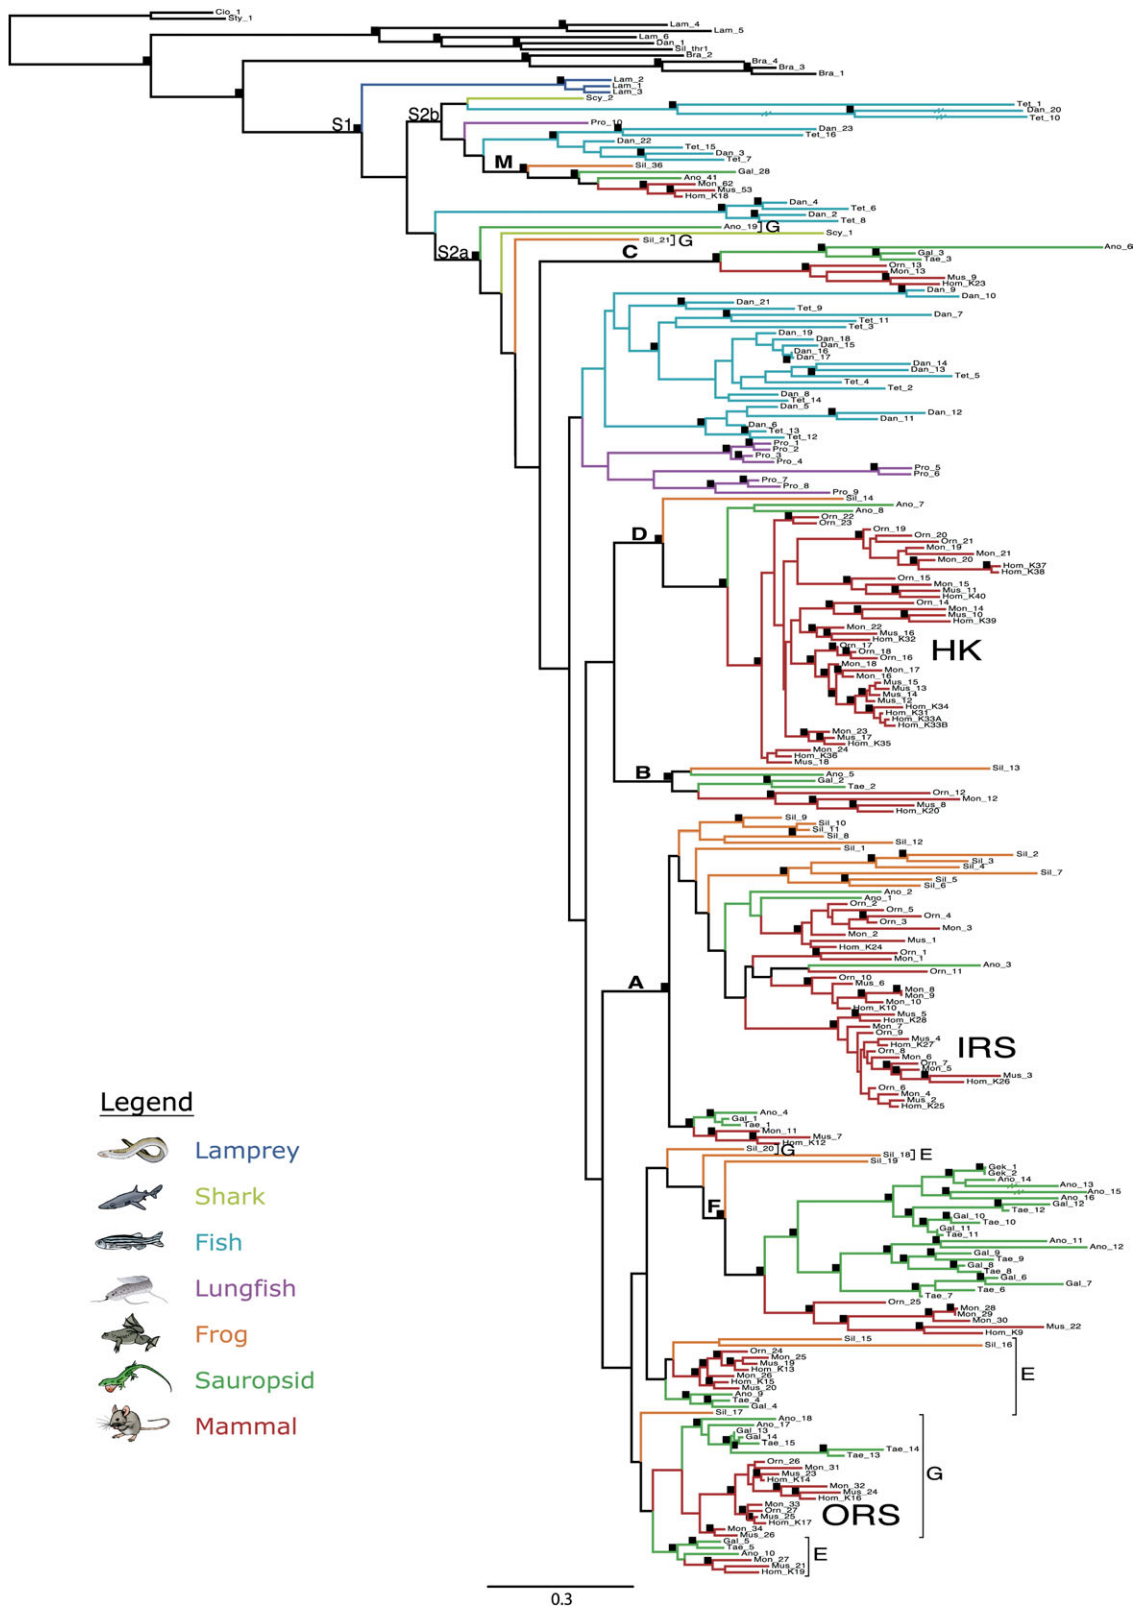 Cio_1
Sty_1
Lam_4
Lam_5
Lam_6
Dan_1
Sil_thr1
Bra_2
Bra_4
Bra_3
Bra_1
Lam_2
Lam_1
Lam_3
S1
Scy_2
S2b
Tet_1
Dan_20
Tet_10
Pro_10
Dan_23
Tet_16
Dan_22
Tet_15
Dan_3
Tet_7
M
Sil_36
Gal_28
Ano_41
Mon_62
Mus_53
Hom_K18
Dan_4
Tet_6
Dan_2
Tet_8
Ano_19 G
Scy_1
Sil_21 G
S2a
C
Ano_6
Gal_3
Tae_3
Orn_13
Mon_13
Mus_9
Hom_K23
Dan_9
Dan_10
Dan_21
Tet_9
Dan_7
Tet_11
Tet_3
Dan_19
Dan_18
Dan_15
Dan_16
Dan_17
Dan_14
Dan_13
Tet_5
Tet_4
Tet_2
Dan_8
Tet_14
Dan_5
Dan_12
Dan_11
Dan_6
Tet_13
Tet_12
Pro_1
Pro_2
Pro_3
Pro_4
Pro_5
Pro_6
Pro_7
Pro_8
Pro_9
Sil_14
Ano_7
Ano_8
D
Orn_22
Orn_23
Orn_19
Orn_20
Orn_21
Mon_19
Mon_21
Mon_20
Hom_K37
Hom_K38
Orn_15
Mon_15
Mus_11
Hom_K40
Orn_14
Mon_14
Mus_10
Hom_K39
Mon_22
Mus_16
Hom_K32
Orn_17
Orn_18
Orn_16
HK
Mon_18
Mon_17
Mon_16
Mus_15
Mus_13
Mus_14
Mus_12
Hom_K34
Hom_K31
Hom_K33A
Hom_K33B
Mon_23
Mus_17
Hom_K35
Mon_24
Hom_K36
Mus_18
B
Sil_13
Ano_5
Gal_2
Tae_2
Orn_12
Mon_12
Mus_8
Hom_K20
Sil_9
Sil_10
Sil_11
Sil_8
Sil_12
Sil_1
Sil_2
Sil_3
Sil_4
Sil_7
Sil_5
Sil_6
Ano_2
Ano_1
Orn_2
Orn_5
Orn_4
Orn_3
Mon_3
Mon_2
Mus_1
Hom_K24
Orn_1
Mon_1
Ano_3
Orn_11
A
Orn_10
Mus_6
Mon_8
Mon_9
Mon_10
Hom_K10
Mus_5
Hom_K28
Mon_7
Orn_9
Mus_4
Hom_K27
IRS
Orn_8
Mon_6
Orn_7
Mon_5
Mus_3
Hom_K26
Orn_6
Mon_4
Mus_2
Hom_K25
Ano_4
Gal_1
Tae_1
Mon_11
Mus_7
Hom_K12
Sil_20 G
Sil_18 E
Sil_19
F
Gek_1
Gek_2
Ano_14
Ano_13
Ano_15
Ano_16
Gal_12
Tae_12
Gal_10
Tae_10
Gal_11
Tae_11
Ano_11
Ano_12
Gal_9
Tae_9
Gal_8
Tae_8
Gal_6
Gal_7
Tae_6
Tae_7
Orn_25
Mon_28
Mon_29
Mon_30
Mus_22
Hom_K9
Sil_15
Sil_16
Orn_24
Mon_25
Mus_19
Hom_K13
E
Mon_26
Hom_K15
Mus_20
Ano_9
Tae_4
Gal_4
Sil_17
Ano_18
Ano_17
Gal_13
Gal_14
Tae_15
Tae_14
Tae_13
Orn_26
Mon_31
Mus_23
Hom_K14
G
Mon_32
Mus_24
Hom_K16
Mon_33
Orn_27
Mus_25
Hom_K17
ORS
Mon_34
Mus_26
Gal_5
Tae_5
Ano_10
E
Mon_27
Mus_21
Hom_K19
0.3
Legend
Lamprey
Shark
Fish
Lungfish
Frog
Sauropsid
Mammal